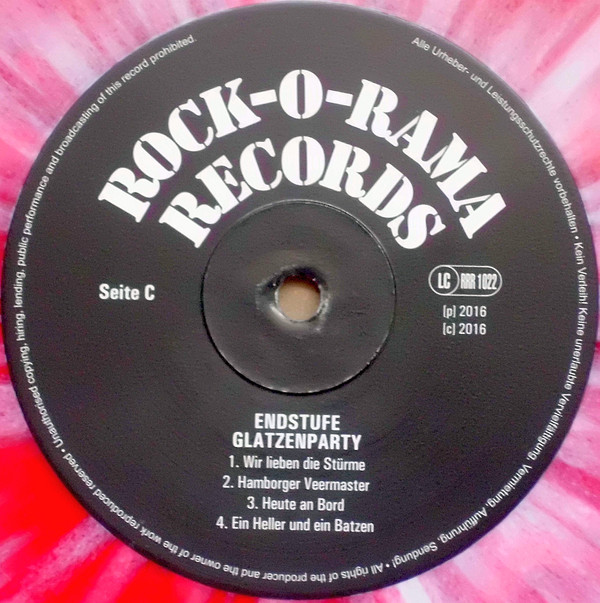 Unauthorised copying, hiring, lending, public performance and broadcasting of this record prohibited.
Alle Urheber- und Leistungsschutzrechte vorbehalten • Kein Verleih! Keine unerlaubte Vervielfältigung, Vermietung, Aufführung, Sendung! •
All rights of the producer and the owner of the work reproduced reserved •
ROCK-O-RAMA
RECORDS
Seite C
LC RRR 1022
[p] 2016
[c] 2016
ENDSTUFE
GLATZENPARTY
1. Wir lieben die Stürme
2. Hamborger Veermaster
3. Heute an Bord
4. Ein Heller und ein Batzen